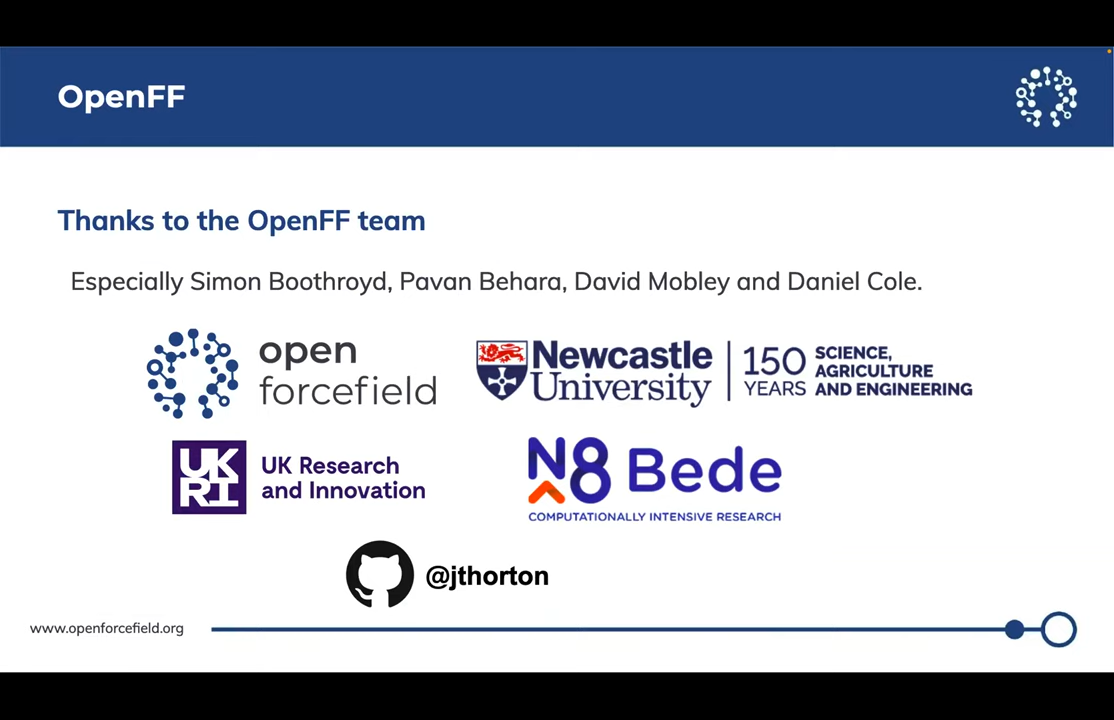 OpenFF
Thanks to the OpenFF team
Especially Simon Boothroyd, Pavan Behara, David Mobley and Daniel Cole.
open
forcefield
Newcastle
University
150
YEARS
SCIENCE,
AGRICULTURE
AND ENGINEERING
UK
RI
UK Research
and Innovation
N8 Bede
COMPUTATIONALLY INTENSIVE RESEARCH
@jthorton
www.openforcefield.org